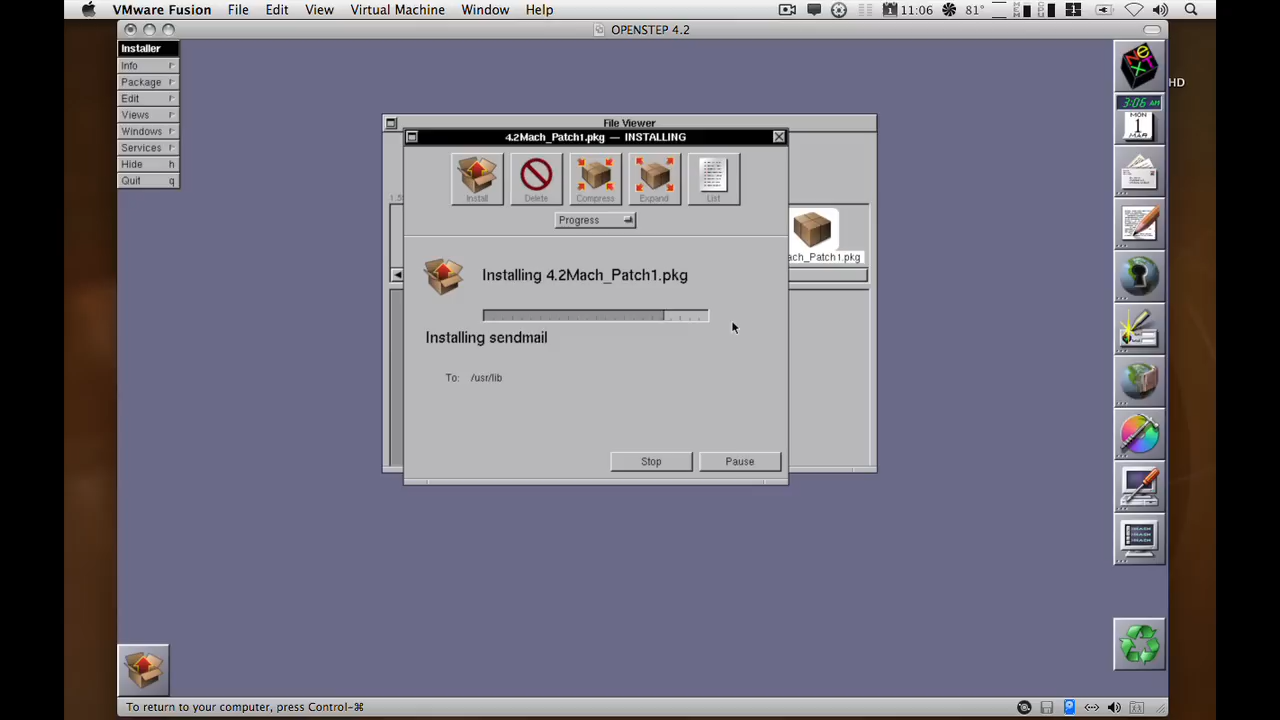 VMware Fusion File Edit View Virtual Machine Window Help 11:06 81°
OPENSTEP 4.2
HD
Installer
Info
Package
Edit
Views
Windows
Services
Hide h
Quit q
File Viewer
4.2Mach_Patch1.pkg — INSTALLING
Install Delete Compress Expand List
Progress
ach_Patch1.pkg
Installing 4.2Mach_Patch1.pkg
Installing sendmail
To: /usr/lib
Stop Pause
NeXT
3:06 AM
MON
1
MAR
To return to your computer, press Control-⌘